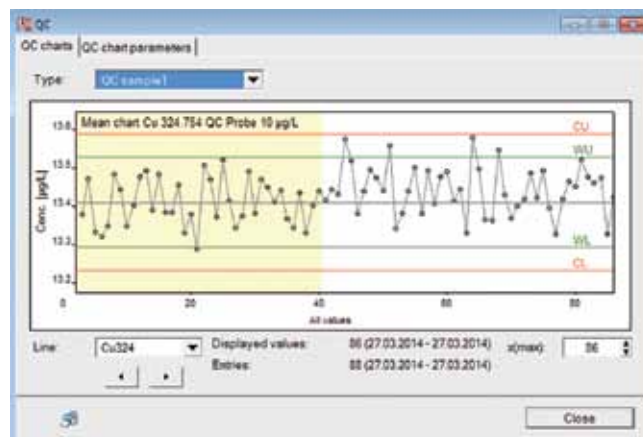 QC
QC charts QC chart parameters
Type: QC sample1
Mean chart Cu 324.754 QC Probe 10 µg/L
CU
WU
WL
CL
Conc. [µg/L]
13.6
13.5
13.4
13.3
13.2
0 20 40 60 80
All values
Line: Cu324 Displayed values: 86 (27.03.2014 - 27.03.2014) x(max): 86
Entries: 88 (27.03.2014 - 27.03.2014)
Close